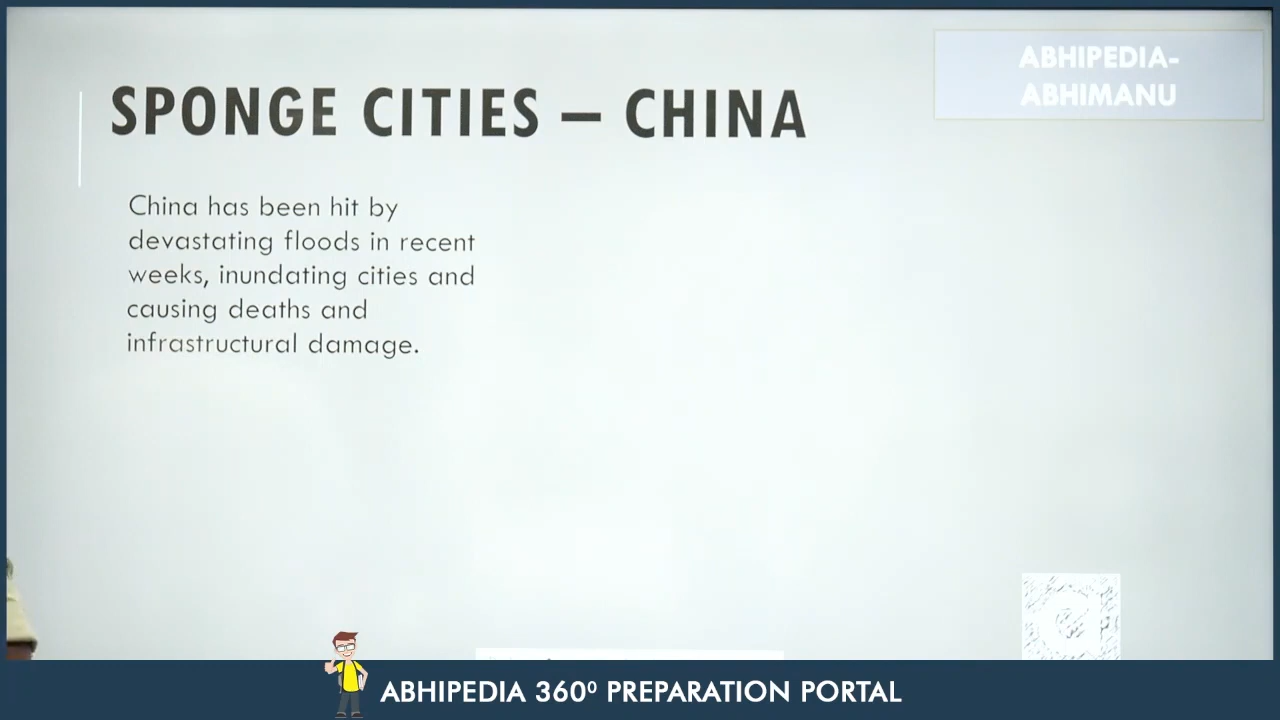 ABHIPEDIA-
ABHIMANU
SPONGE CITIES – CHINA
China has been hit by
devastating floods in recent
weeks, inundating cities and
causing deaths and
infrastructural damage.
ABHIPEDIA 360⁰ PREPARATION PORTAL